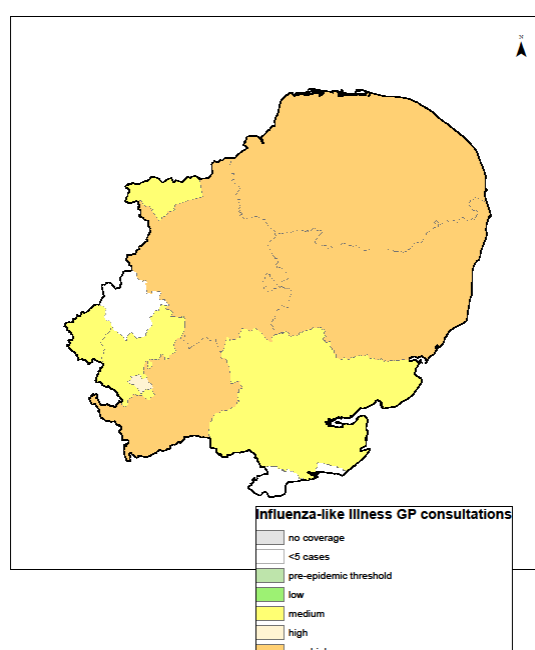 N
Influenza-like Illness GP consultations
no coverage
<5 cases
pre-epidemic threshold
low
medium
high